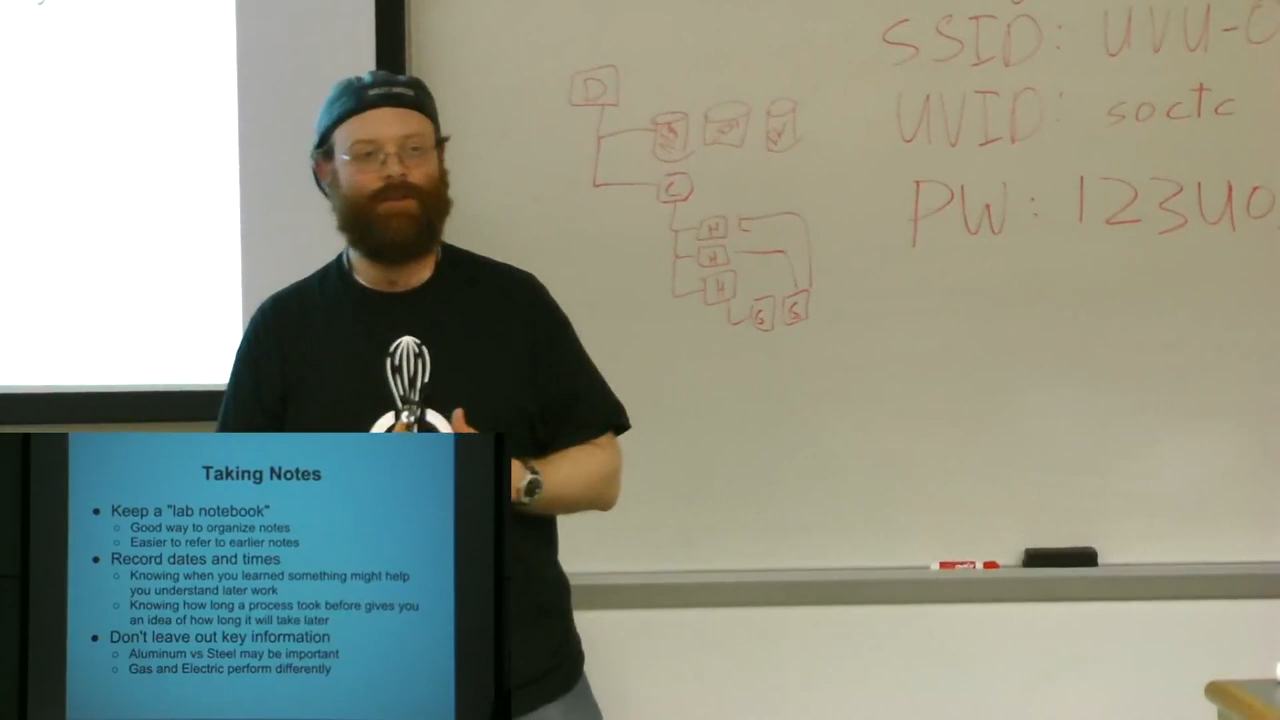 SSID: UVU-
UVID: soctc
PW: 1234
D
C
H
H
H
S S
Taking Notes
• Keep a "lab notebook"
○ Good way to organize notes
○ Easier to refer to earlier notes
• Record dates and times
○ Knowing when you learned something might help
you understand later work
○ Knowing how long a process took before gives you
an idea of how long it will take later
• Don't leave out key information
○ Aluminum vs Steel may be important
○ Gas and Electric perform differently